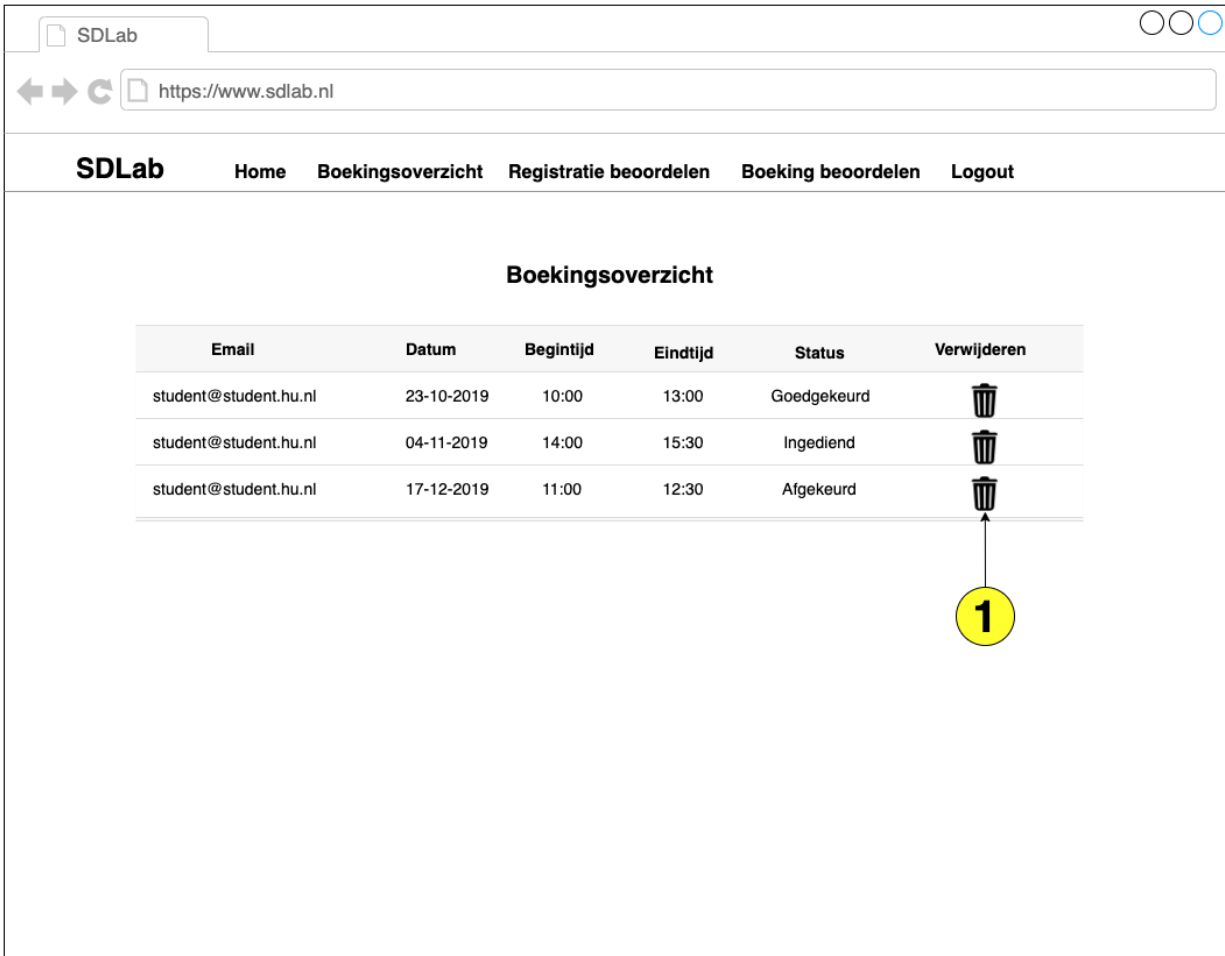 SDLab
https://www.sdlab.nl
SDLab Home Boekingsoverzicht Registratie beoordelen Boeking beoordelen Logout
Boekingsoverzicht
Email Datum Begintijd Eindtijd Status Verwijderen
student@student.hu.nl 23-10-2019 10:00 13:00 Goedgekeurd
student@student.hu.nl 04-11-2019 14:00 15:30 Ingediend
student@student.hu.nl 17-12-2019 11:00 12:30 Afgekeurd
1